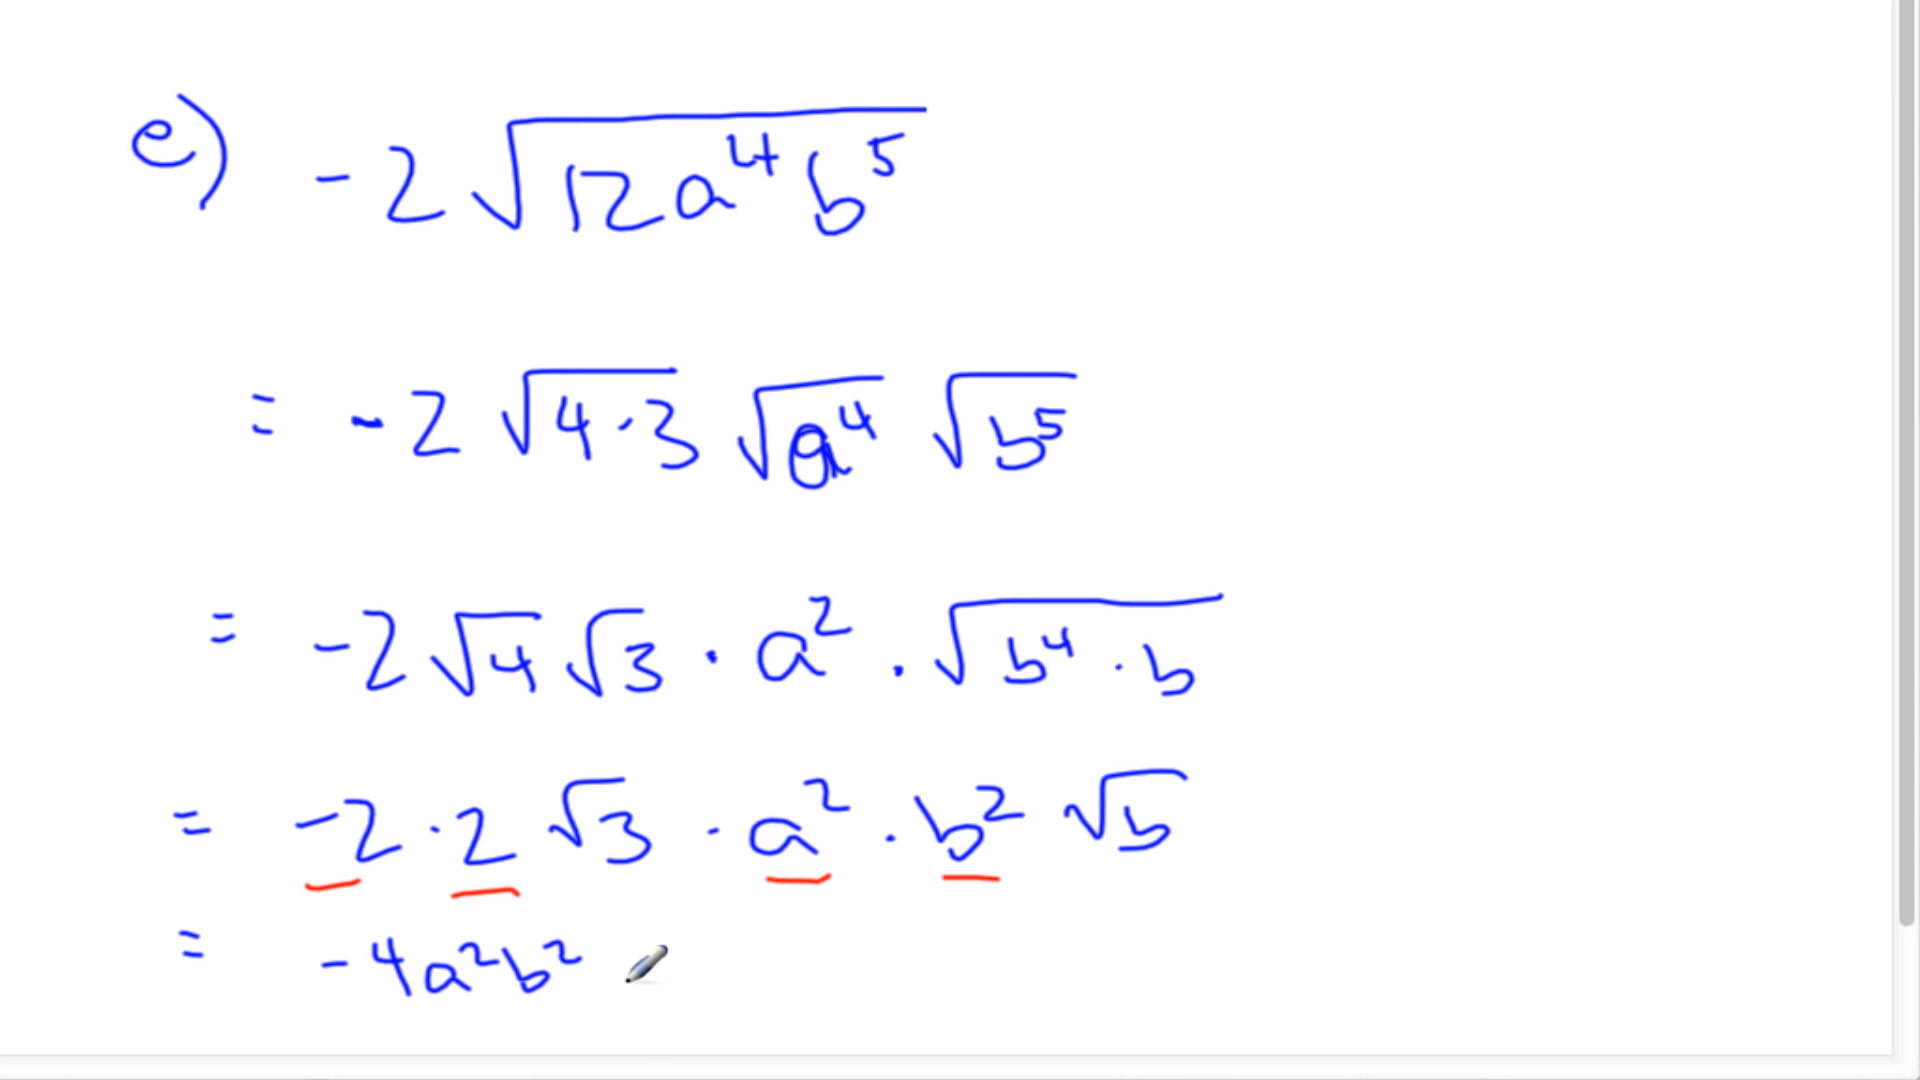 e) -2√(12a⁴b⁵)
= -2√(4·3) √(a⁴) √(b⁵)
= -2√4 √3 · a² · √(b⁴ · b)
= -2 · 2 √3 · a² · b² √b
= -4a²b²